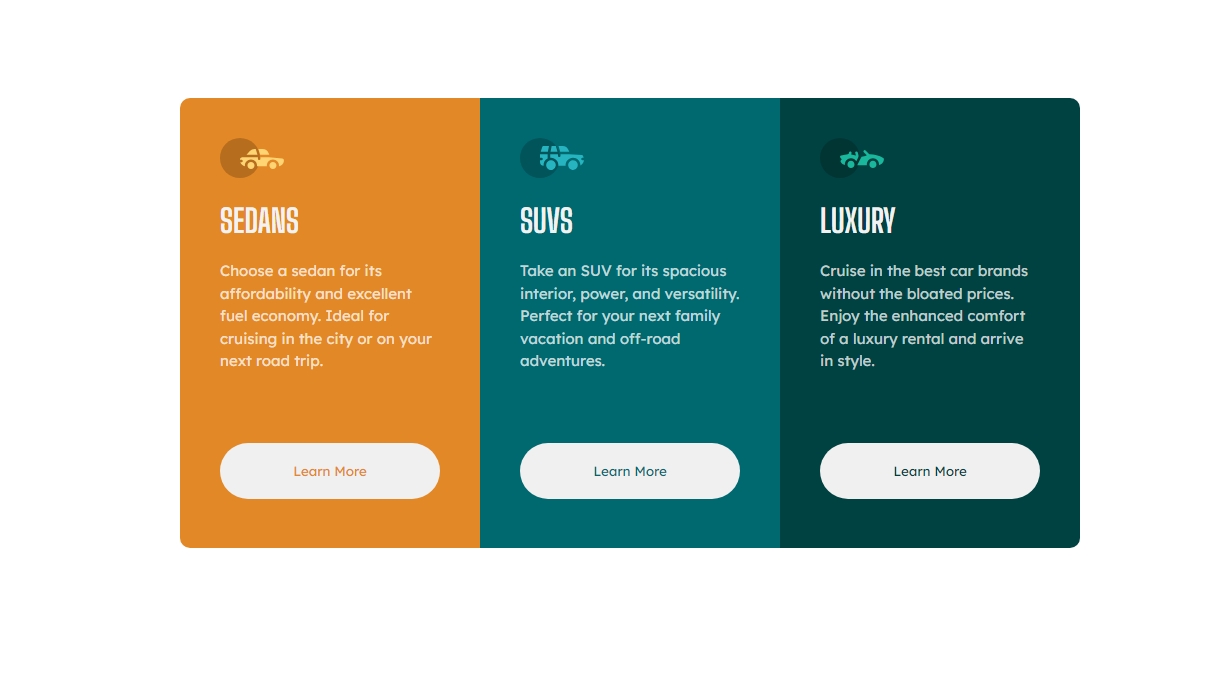 SEDANS
Choose a sedan for its
affordability and excellent
fuel economy. Ideal for
cruising in the city or on your
next road trip.
Learn More
SUVS
Take an SUV for its spacious
interior, power, and versatility.
Perfect for your next family
vacation and off-road
adventures.
Learn More
LUXURY
Cruise in the best car brands
without the bloated prices.
Enjoy the enhanced comfort
of a luxury rental and arrive
in style.
Learn More